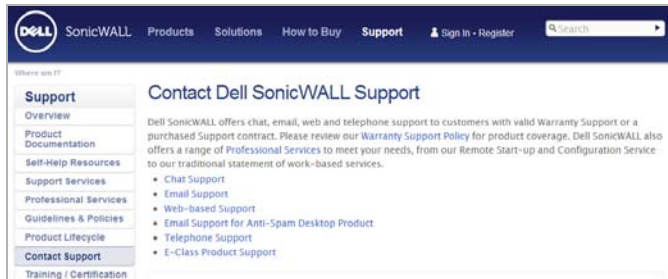 DELL SonicWALL Products Solutions How to Buy Support Sign In - Register Search
Where am I?
Support
Overview
Product
Documentation
Self-Help Resources
Support Services
Professional Services
Guidelines & Policies
Product Lifecycle
Contact Support
Training / Certification
Contact Dell SonicWALL Support
Dell SonicWALL offers chat, email, web and telephone support to customers with valid Warranty Support or a
purchased Support contract. Please review our Warranty Support Policy for product coverage. Dell SonicWALL also
offers a range of Professional Services to meet your needs, from our Remote Start-up and Configuration Service
to our traditional statement of work-based services.
• Chat Support
• Email Support
• Web-based Support
• Email Support for Anti-Spam Desktop Product
• Telephone Support
• E-Class Product Support